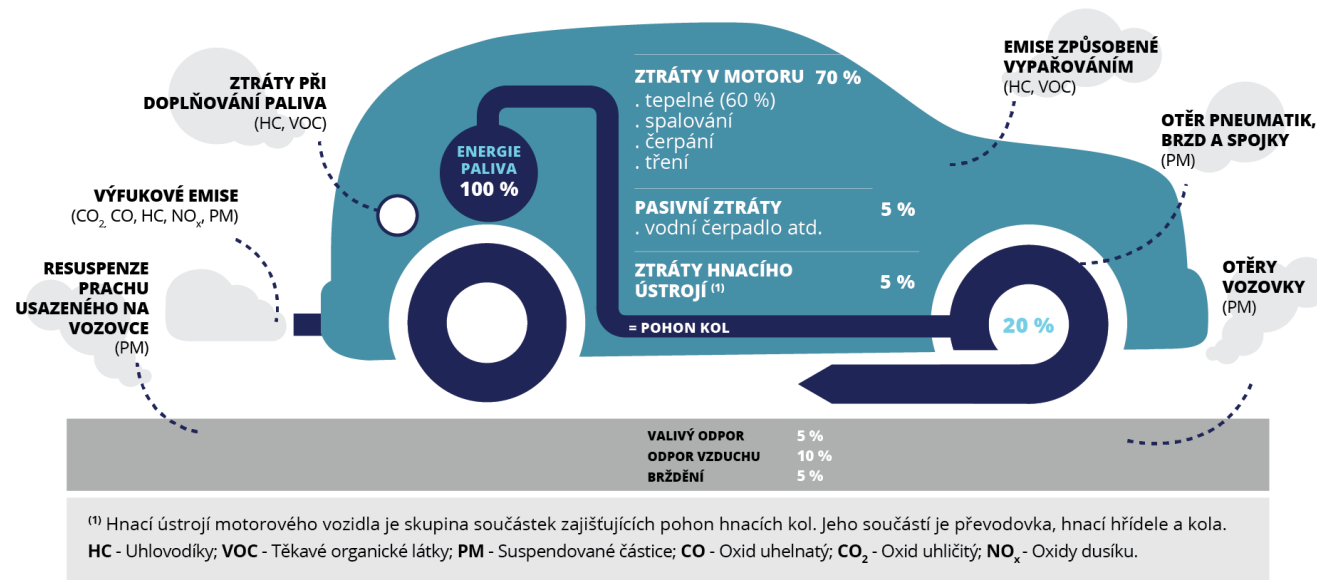 ZTRÁTY PŘI
DOPLŇOVÁNÍ PALIVA
(HC, VOC)
VÝFUKOVÉ EMISE
(CO2, CO, HC, NOx, PM)
RESUSPENZE
PRACHU
USAZENÉHO NA
VOZOVCE
(PM)
ENERGIE
PALIVA
100 %
ZTRÁTY V MOTORU 70 %
. tepelné (60 %)
. spalování
. čerpání
. tření
PASIVNÍ ZTRÁTY 5 %
. vodní čerpadlo atd.
ZTRÁTY HNACÍHO
ÚSTROJÍ (1) 5 %
= POHON KOL
20 %
EMISE ZPŮSOBENÉ
VYPAŘOVÁNÍM
(HC, VOC)
OTĚR PNEUMATIK,
BRZD A SPOJKY
(PM)
OTĚRY
VOZOVKY
(PM)
VALIVÝ ODPOR 5 %
ODPOR VZDUCHU 10 %
BRŽDĚNÍ 5 %
(1) Hnací ústrojí motorového vozidla je skupina součástek zajišťujících pohon hnacích kol. Jeho součástí je převodovka, hnací hřídele a kola.
HC - Uhlovodíky; VOC - Těkavé organické látky; PM - Suspendované částice; CO - Oxid uhelnatý; CO2 - Oxid uhličitý; NOx - Oxidy dusíku.